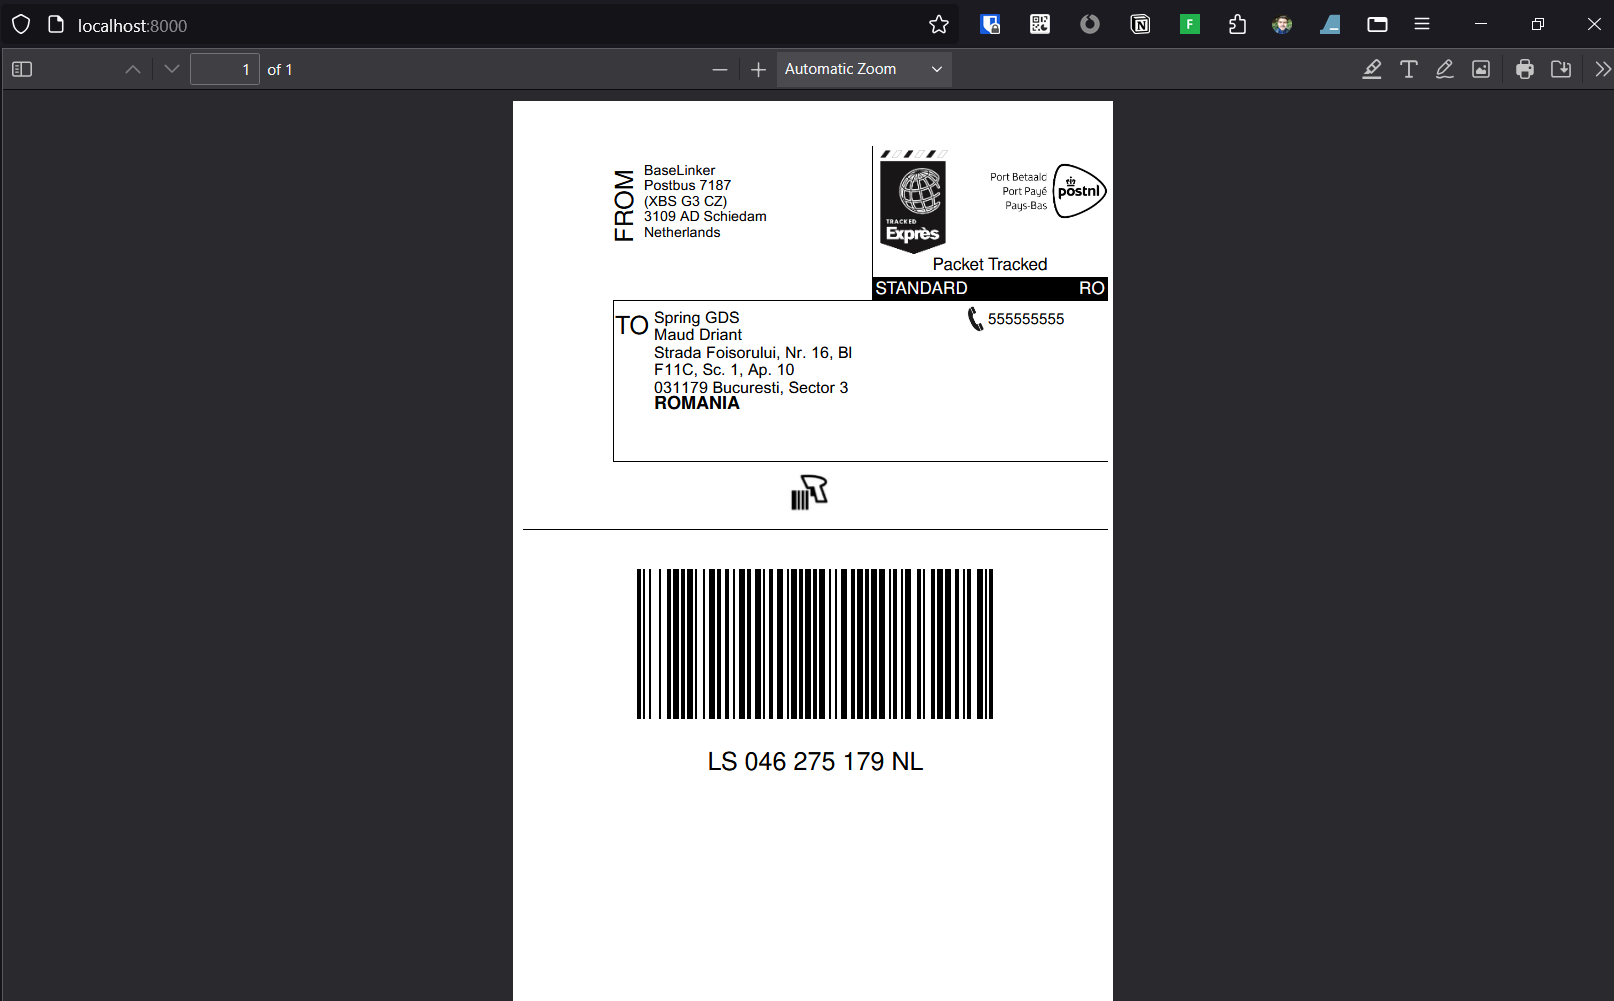 localhost:8000
1 of 1
Automatic Zoom
FROM
BaseLinker
Postbus 7187
(XBS G3 CZ)
3109 AD Schiedam
Netherlands
TRACKED
Exprès
Port Betaald
Port Payé
Pays-Bas
postnl
Packet Tracked
STANDARD RO
TO
Spring GDS
Maud Driant
Strada Foisorului, Nr. 16, Bl
F11C, Sc. 1, Ap. 10
031179 Bucuresti, Sector 3
ROMANIA
555555555
LS 046 275 179 NL